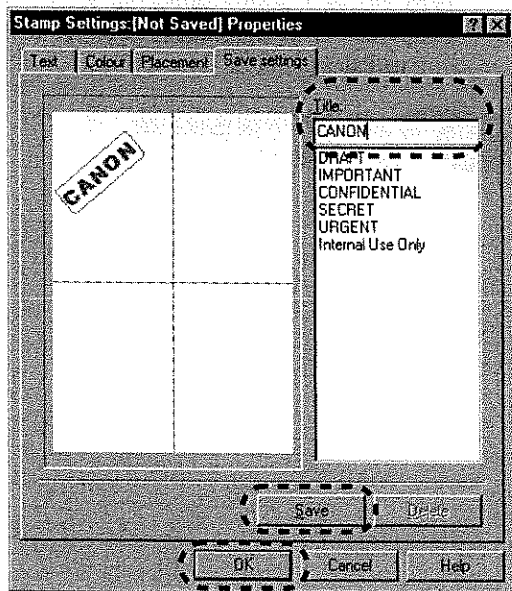 Stamp Settings:[Not Saved] Properties
Text Colour Placement Save settings
Title
CANON
CANON
DRAFT
IMPORTANT
CONFIDENTIAL
SECRET
URGENT
Internal Use Only
Save Delete
OK Cancel Help